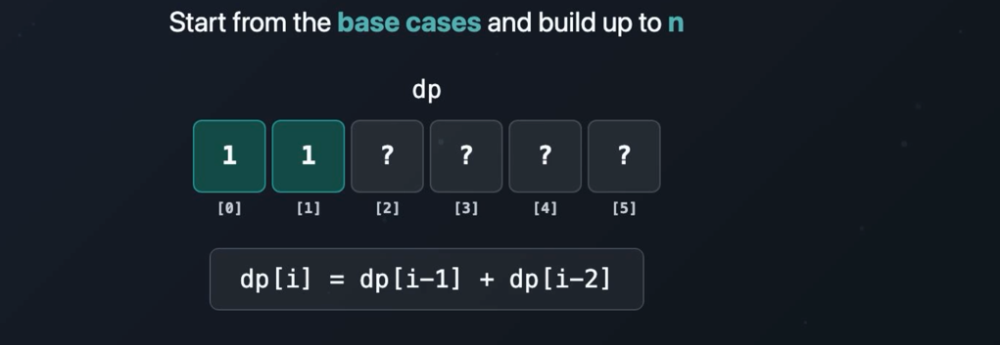 Start from the base cases and build up to n
dp
1 1 ? ? ? ?
[0] [1] [2] [3] [4] [5]
dp[i] = dp[i-1] + dp[i-2]